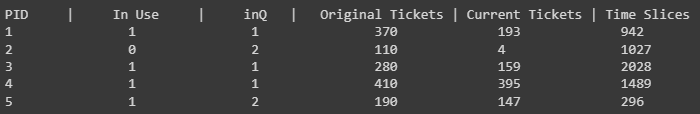 PID | In Use | inQ | Original Tickets | Current Tickets | Time Slices
1 1 1 370 193 942
2 0 2 110 4 1027
3 1 1 280 159 2028
4 1 1 410 395 1489
5 1 2 190 147 296